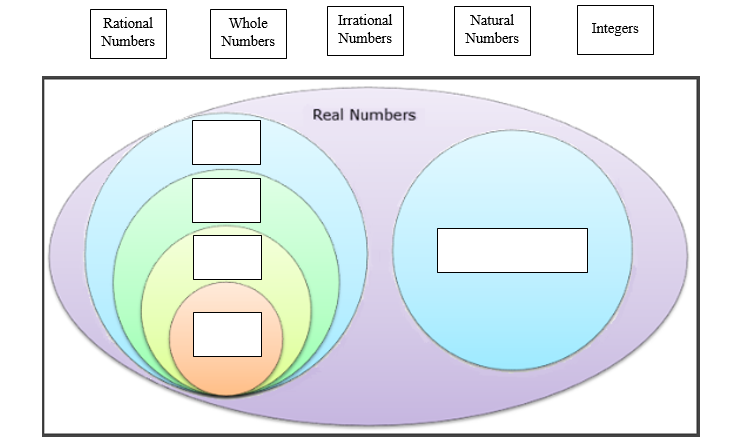 Rational
Numbers
Whole
Numbers
Irrational
Numbers
Natural
Numbers
Integers
Real Numbers